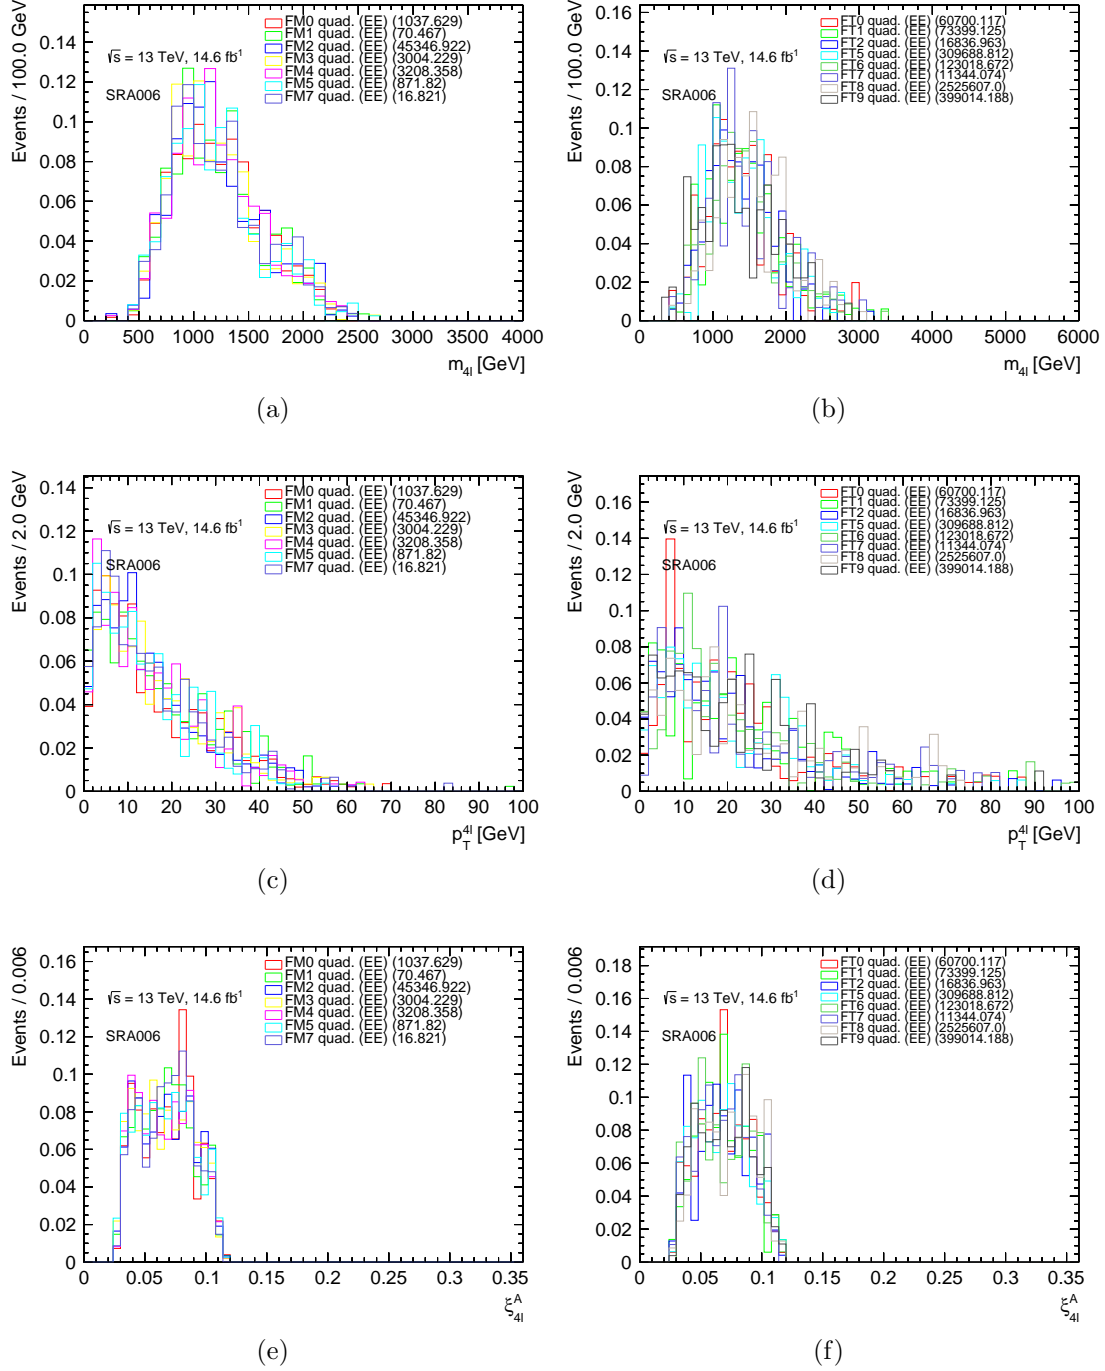 Events / 100.0 GeV
0.16
0.14
0.12
0.1
0.08
0.06
0.04
0.02
0
√s = 13 TeV, 14.6 fb⁻¹
SRA006
FM0 quad. (EE) (1037.629)
FM1 quad. (EE) (70.467)
FM2 quad. (EE) (45346.922)
FM3 quad. (EE) (3004.229)
FM4 quad. (EE) (3208.358)
FM5 quad. (EE) (871.82)
FM7 quad. (EE) (16.821)
0 500 1000 1500 2000 2500 3000 3500 4000
m4l [GeV]
(a)
Events / 100.0 GeV
0.16
0.14
0.12
0.1
0.08
0.06
0.04
0.02
0
√s = 13 TeV, 14.6 fb⁻¹
SRA006
FT0 quad. (EE) (60700.117)
FT1 quad. (EE) (73399.125)
FT2 quad. (EE) (16836.963)
FT5 quad. (EE) (309688.812)
FT6 quad. (EE) (123018.672)
FT7 quad. (EE) (11344.074)
FT8 quad. (EE) (2525607.0)
FT9 quad. (EE) (399014.188)
0 1000 2000 3000 4000 5000 6000
m4l [GeV]
(b)
Events / 2.0 GeV
0.14
0.12
0.1
0.08
0.06
0.04
0.02
0
√s = 13 TeV, 14.6 fb⁻¹
SRA006
FM0 quad. (EE) (1037.629)
FM1 quad. (EE) (70.467)
FM2 quad. (EE) (45346.922)
FM3 quad. (EE) (3004.229)
FM4 quad. (EE) (3208.358)
FM5 quad. (EE) (871.82)
FM7 quad. (EE) (16.821)
0 10 20 30 40 50 60 70 80 90 100
pT4l [GeV]
(c)
Events / 2.0 GeV
0.16
0.14
0.12
0.1
0.08
0.06
0.04
0.02
0
√s = 13 TeV, 14.6 fb⁻¹
SRA006
FT0 quad. (EE) (60700.117)
FT1 quad. (EE) (73399.125)
FT2 quad. (EE) (16836.963)
FT5 quad. (EE) (309688.812)
FT6 quad. (EE) (123018.672)
FT7 quad. (EE) (11344.074)
FT8 quad. (EE) (2525607.0)
FT9 quad. (EE) (399014.188)
0 10 20 30 40 50 60 70 80 90 100
pT4l [GeV]
(d)
Events / 0.006
0.16
0.14
0.12
0.1
0.08
0.06
0.04
0.02
0
√s = 13 TeV, 14.6 fb⁻¹
SRA006
FM0 quad. (EE) (1037.629)
FM1 quad. (EE) (70.467)
FM2 quad. (EE) (45346.922)
FM3 quad. (EE) (3004.229)
FM4 quad. (EE) (3208.358)
FM5 quad. (EE) (871.82)
FM7 quad. (EE) (16.821)
0 0.05 0.1 0.15 0.2 0.25 0.3 0.35
ξ4lA
(e)
Events / 0.006
0.18
0.16
0.14
0.12
0.1
0.08
0.06
0.04
0.02
0
√s = 13 TeV, 14.6 fb⁻¹
SRA006
FT0 quad. (EE) (60700.117)
FT1 quad. (EE) (73399.125)
FT2 quad. (EE) (16836.963)
FT5 quad. (EE) (309688.812)
FT6 quad. (EE) (123018.672)
FT7 quad. (EE) (11344.074)
FT8 quad. (EE) (2525607.0)
FT9 quad. (EE) (399014.188)
0 0.05 0.1 0.15 0.2 0.25 0.3 0.35
ξ4lA
(f)